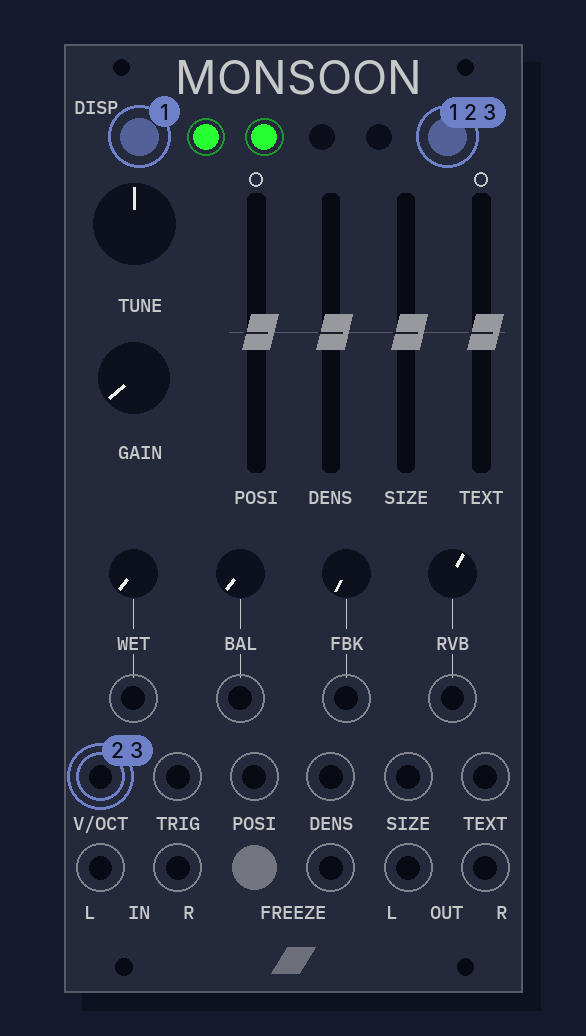 MONSOON
DISP 1 1 2 3
TUNE
GAIN
POSI DENS SIZE TEXT
WET BAL FBK RVB
2 3
V/OCT TRIG POSI DENS SIZE TEXT
L IN R FREEZE L OUT R